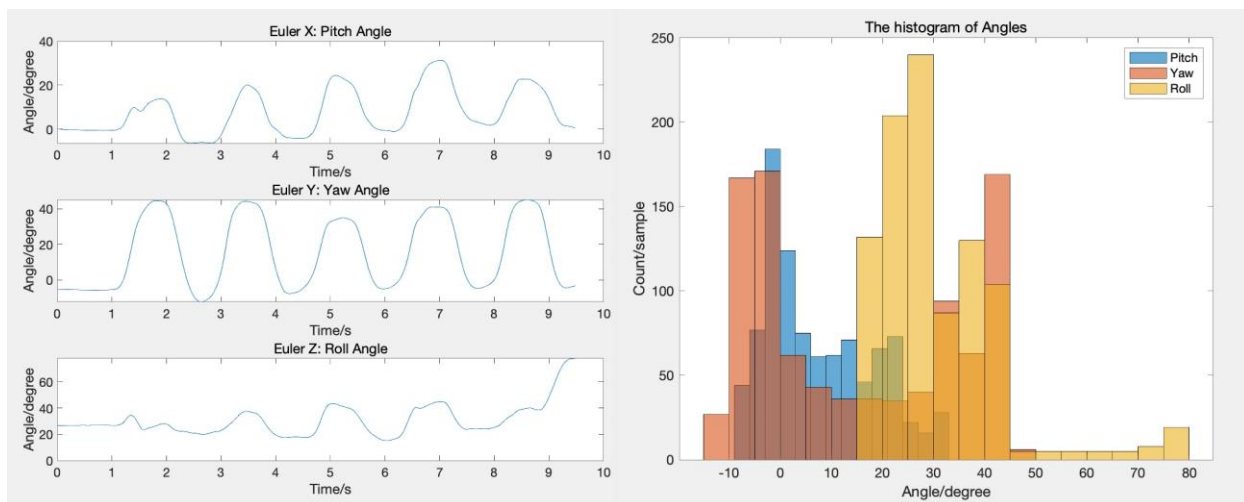 Euler X: Pitch Angle
Angle/degree
40
20
0
0 1 2 3 4 5 6 7 8 9 10
Time/s
Euler Y: Yaw Angle
Angle/degree
40
20
0
0 1 2 3 4 5 6 7 8 9 10
Time/s
Euler Z: Roll Angle
Angle/degree
60
40
20
0
0 1 2 3 4 5 6 7 8 9 10
Time/s
The histogram of Angles
Count/sample
250
200
150
100
50
0
Pitch
Yaw
Roll
-10 0 10 20 30 40 50 60 70 80
Angle/degree